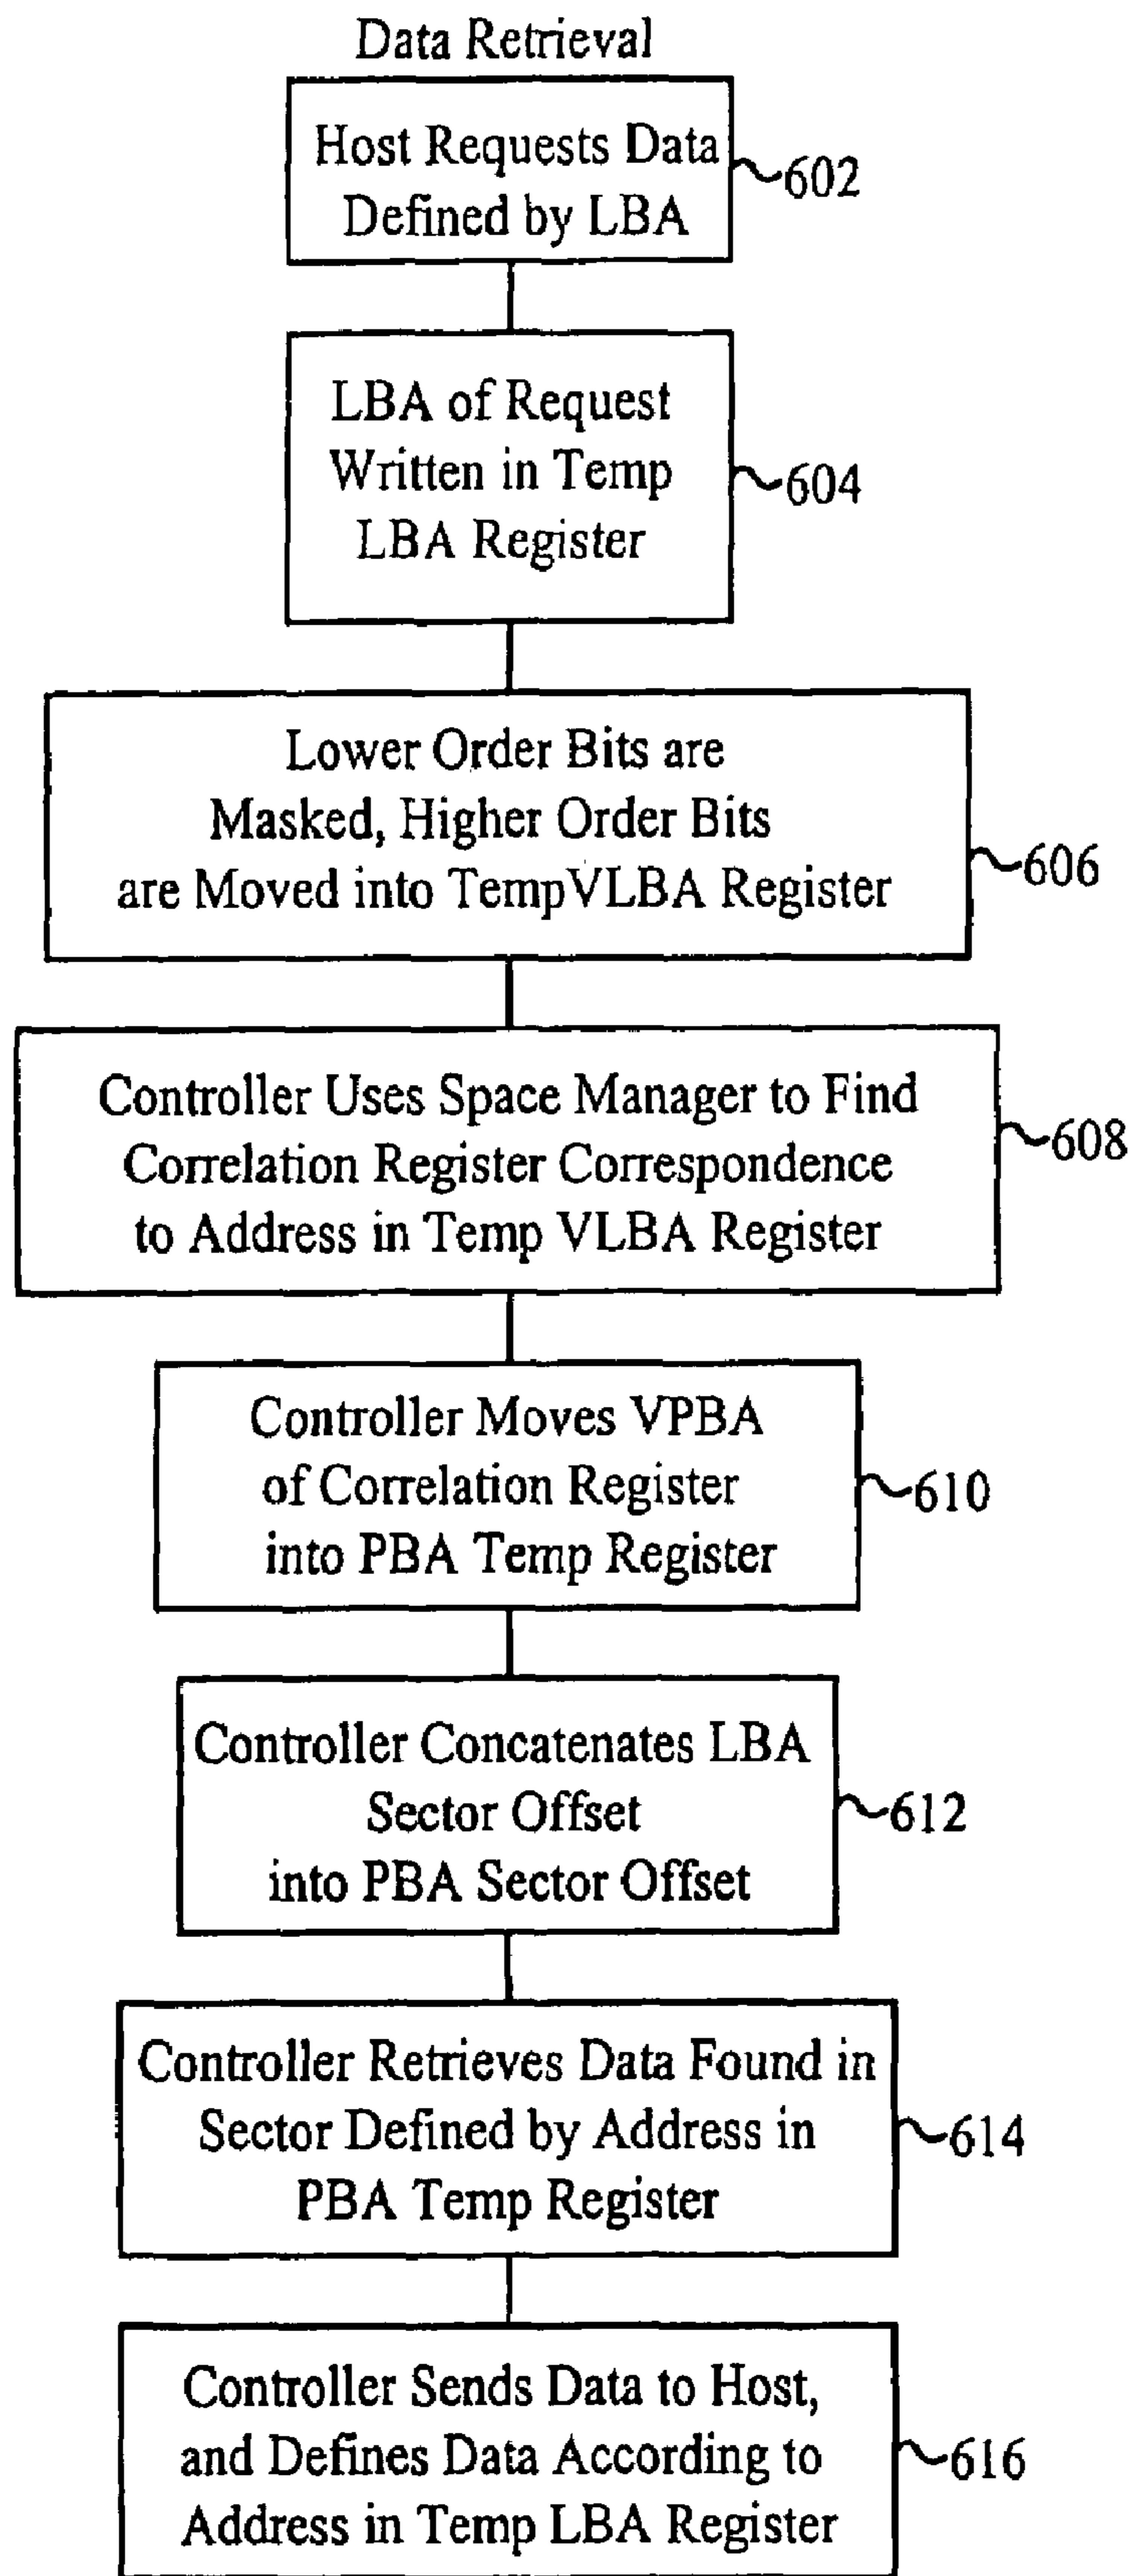 Data Retrieval
Host Requests Data
Defined by LBA
602
LBA of Request
Written in Temp
LBA Register
604
Lower Order Bits are
Masked, Higher Order Bits
are Moved into TempVLBA Register
606
Controller Uses Space Manager to Find
Correlation Register Correspondence
to Address in Temp VLBA Register
608
Controller Moves VPBA
of Correlation Register
into PBA Temp Register
610
Controller Concatenates LBA
Sector Offset
into PBA Sector Offset
612
Controller Retrieves Data Found in
Sector Defined by Address in
PBA Temp Register
614
Controller Sends Data to Host,
and Defines Data According to
Address in Temp LBA Register
616